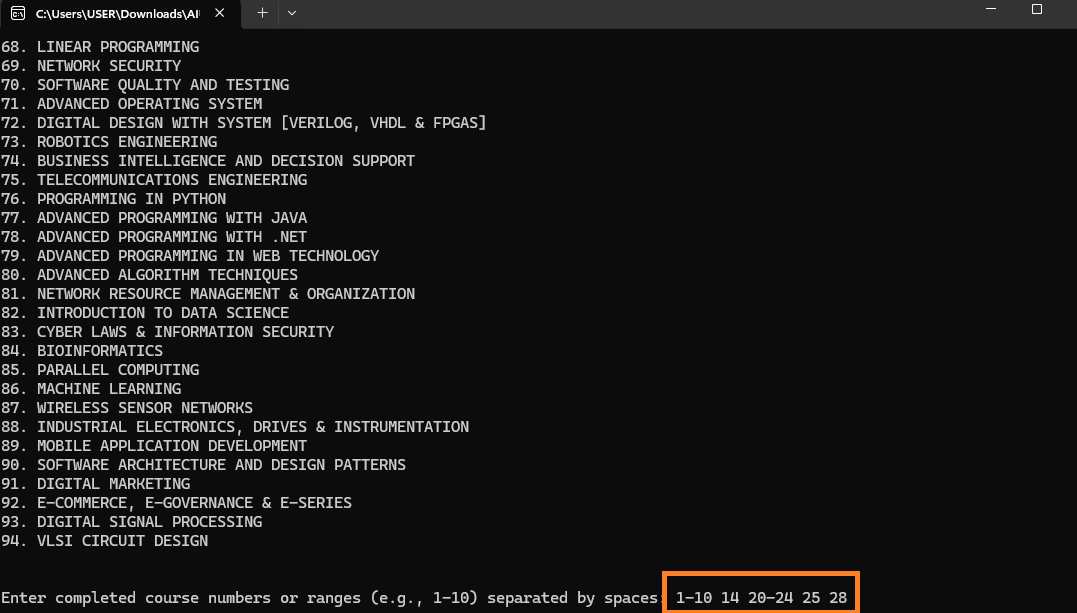 C:\Users\USER\Downloads\AI
68. LINEAR PROGRAMMING
69. NETWORK SECURITY
70. SOFTWARE QUALITY AND TESTING
71. ADVANCED OPERATING SYSTEM
72. DIGITAL DESIGN WITH SYSTEM [VERILOG, VHDL & FPGAS]
73. ROBOTICS ENGINEERING
74. BUSINESS INTELLIGENCE AND DECISION SUPPORT
75. TELECOMMUNICATIONS ENGINEERING
76. PROGRAMMING IN PYTHON
77. ADVANCED PROGRAMMING WITH JAVA
78. ADVANCED PROGRAMMING WITH .NET
79. ADVANCED PROGRAMMING IN WEB TECHNOLOGY
80. ADVANCED ALGORITHM TECHNIQUES
81. NETWORK RESOURCE MANAGEMENT & ORGANIZATION
82. INTRODUCTION TO DATA SCIENCE
83. CYBER LAWS & INFORMATION SECURITY
84. BIOINFORMATICS
85. PARALLEL COMPUTING
86. MACHINE LEARNING
87. WIRELESS SENSOR NETWORKS
88. INDUSTRIAL ELECTRONICS, DRIVES & INSTRUMENTATION
89. MOBILE APPLICATION DEVELOPMENT
90. SOFTWARE ARCHITECTURE AND DESIGN PATTERNS
91. DIGITAL MARKETING
92. E-COMMERCE, E-GOVERNANCE & E-SERIES
93. DIGITAL SIGNAL PROCESSING
94. VLSI CIRCUIT DESIGN
Enter completed course numbers or ranges (e.g., 1-10) separated by spaces: 1-10 14 20-24 25 28